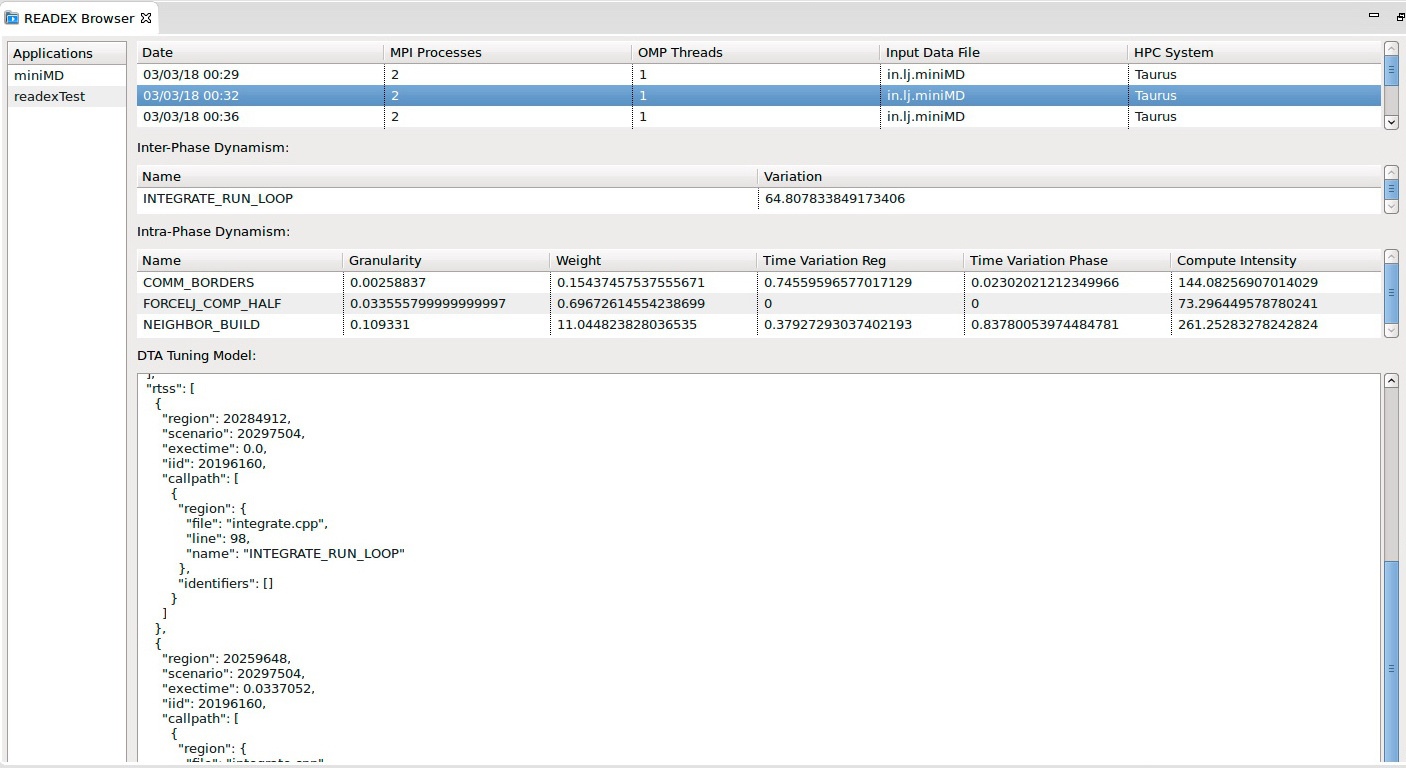 READEX Browser
Applications
miniMD
readexTest
Date MPI Processes OMP Threads Input Data File HPC System
03/03/18 00:29 2 1 in.lj.miniMD Taurus
03/03/18 00:32 2 1 in.lj.miniMD Taurus
03/03/18 00:36 2 1 in.lj.miniMD Taurus
Inter-Phase Dynamism:
Name Variation
INTEGRATE_RUN_LOOP 64.807833849173406
Intra-Phase Dynamism:
Name Granularity Weight Time Variation Reg Time Variation Phase Compute Intensity
COMM_BORDERS 0.00258837 0.15437457537555671 0.74559596577017129 0.02302021212349966 144.08256907014029
FORCELJ_COMP_HALF 0.033555799999999997 0.69672614554238699 0 0 73.296449578780241
NEIGHBOR_BUILD 0.109331 11.044823828036535 0.37927293037402193 0.83780053974484781 261.25283278242824
DTA Tuning Model:
],
"rtss": [
{
"region": 20284912,
"scenario": 20297504,
"exectime": 0.0,
"iid": 20196160,
"callpath": [
{
"region": {
"file": "integrate.cpp",
"line": 98,
"name": "INTEGRATE_RUN_LOOP"
},
"identifiers": []
}
]
},
{
"region": 20259648,
"scenario": 20297504,
"exectime": 0.0337052,
"iid": 20196160,
"callpath": [
{
"region": {